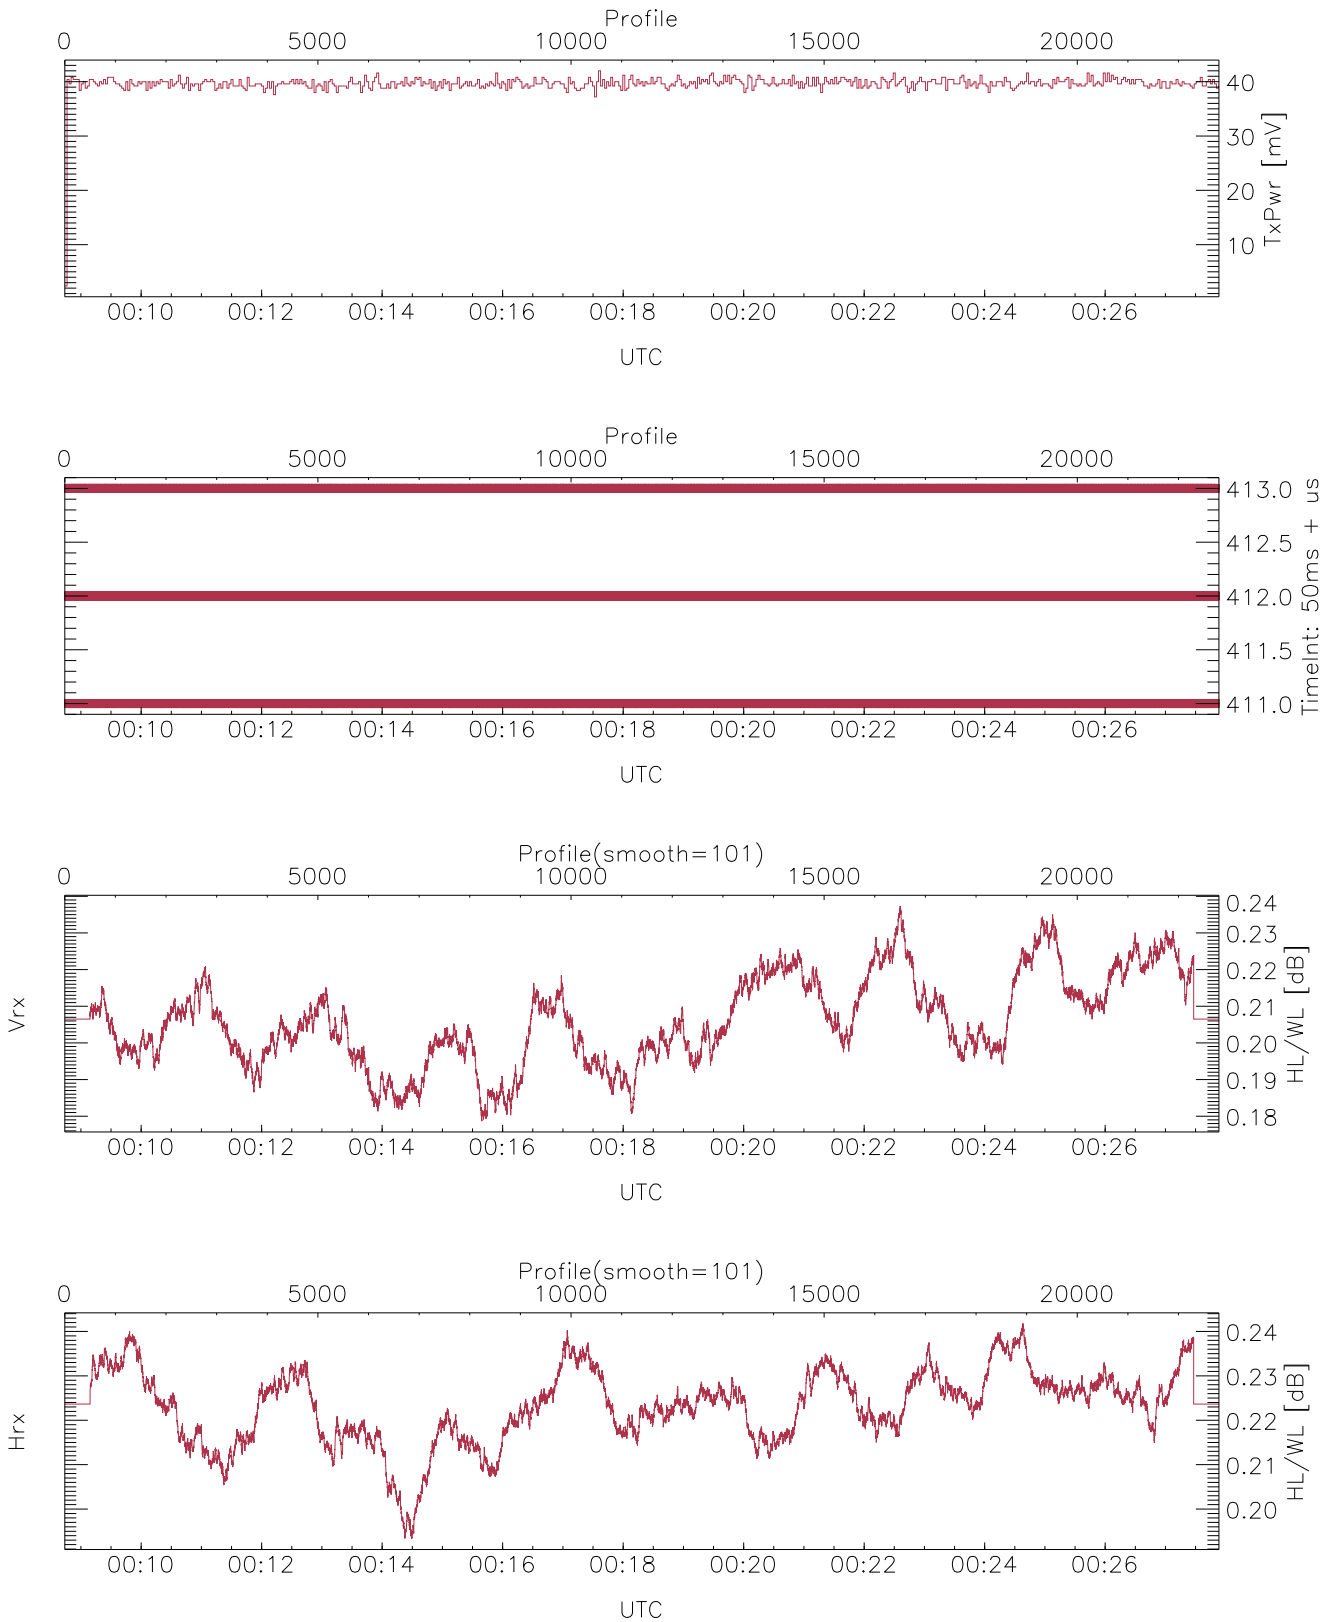 Profile
0 5000 10000 15000 20000
40
30
20
10
TxPwr [mV]
00:10 00:12 00:14 00:16 00:18 00:20 00:22 00:24 00:26
UTC
Profile
0 5000 10000 15000 20000
413.0
412.5
412.0
411.5
411.0
TimeInt: 50ms + us
00:10 00:12 00:14 00:16 00:18 00:20 00:22 00:24 00:26
UTC
Profile(smooth=101)
0 5000 10000 15000 20000
Vrx
0.24
0.23
0.22
0.21
0.20
0.19
0.18
HL/WL [dB]
00:10 00:12 00:14 00:16 00:18 00:20 00:22 00:24 00:26
UTC
Profile(smooth=101)
0 5000 10000 15000 20000
Hrx
0.24
0.23
0.22
0.21
0.20
HL/WL [dB]
00:10 00:12 00:14 00:16 00:18 00:20 00:22 00:24 00:26
UTC